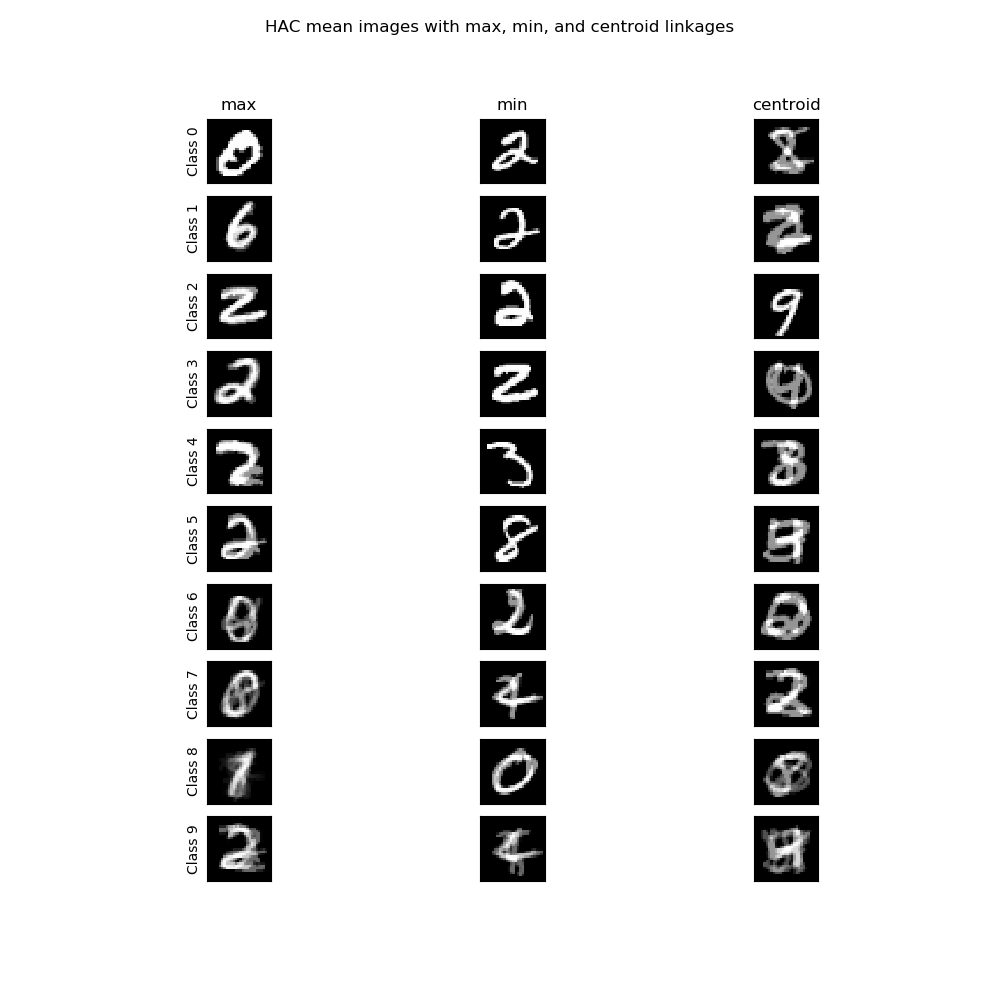 HAC mean images with max, min, and centroid linkages
max min centroid
Class 0
Class 1
Class 2
Class 3
Class 4
Class 5
Class 6
Class 7
Class 8
Class 9